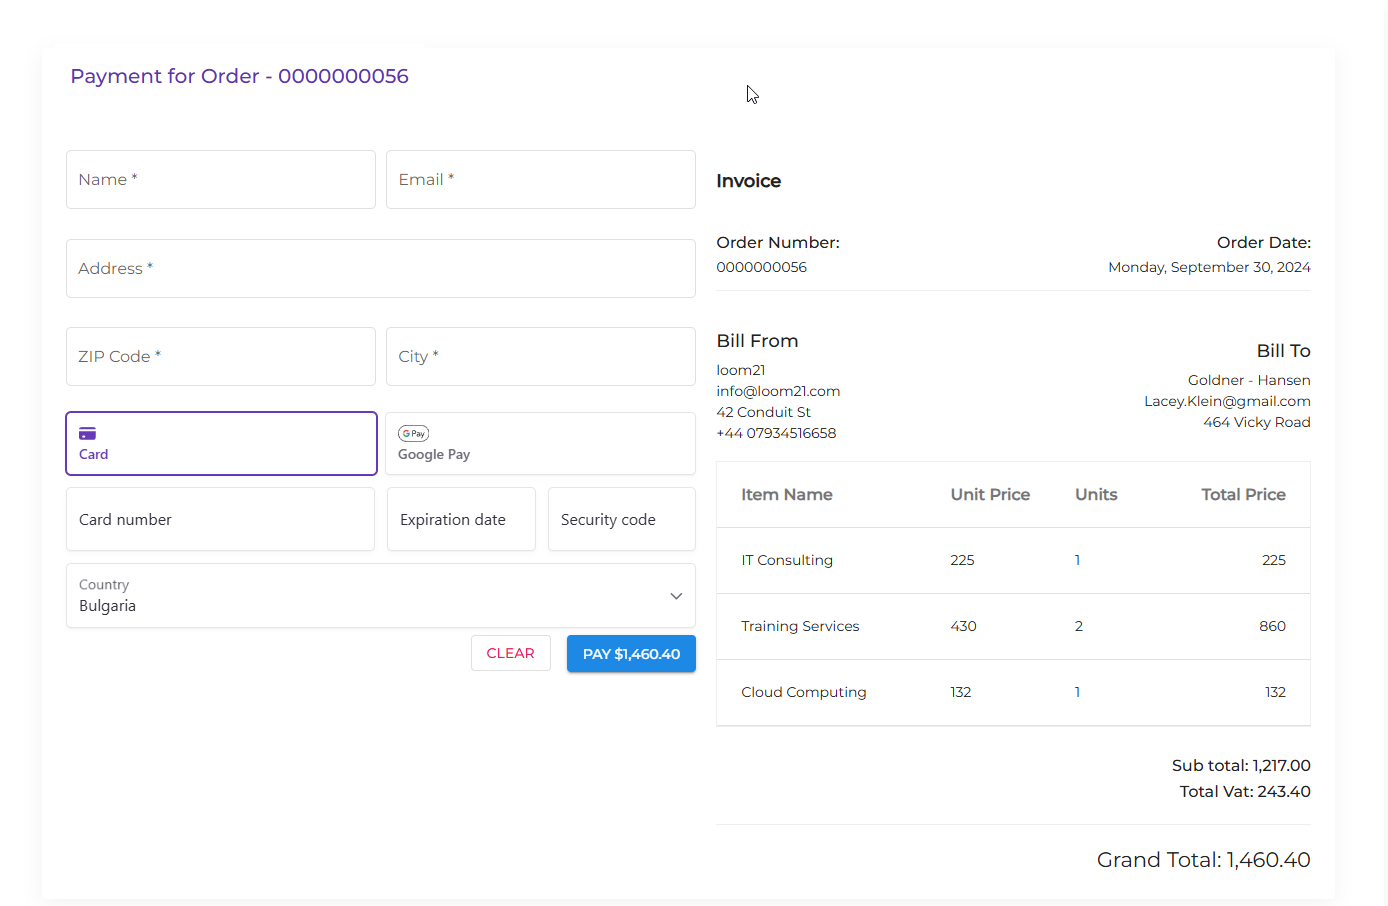 Payment for Order - 0000000056
Name *
Email *
Address *
ZIP Code *
City *
Card
G Pay
Google Pay
Card number
Expiration date
Security code
Country
Bulgaria
CLEAR
PAY $1,460.40
Invoice
Order Number:
Order Date:
0000000056
Monday, September 30, 2024
Bill From
loom21
info@loom21.com
42 Conduit St
+44 07934516658
Bill To
Goldner - Hansen
Lacey.Klein@gmail.com
464 Vicky Road
Item Name Unit Price Units Total Price
IT Consulting 225 1 225
Training Services 430 2 860
Cloud Computing 132 1 132
Sub total: 1,217.00
Total Vat: 243.40
Grand Total: 1,460.40